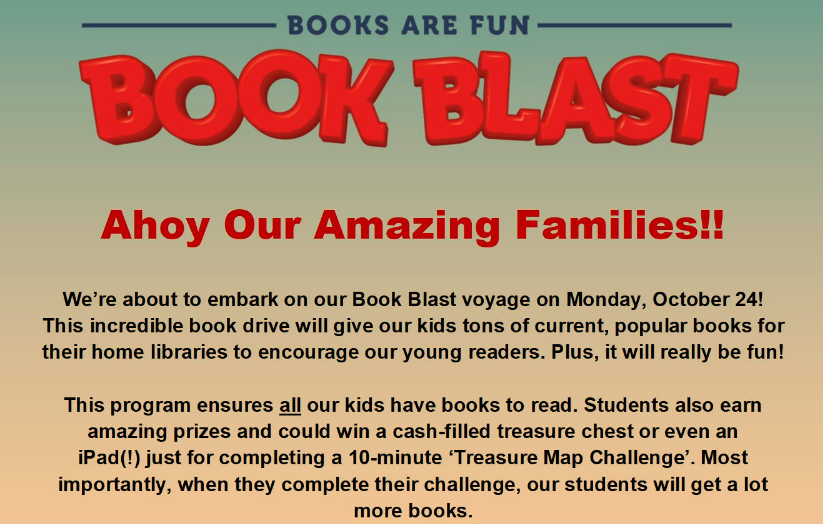 BOOKS ARE FUN
BOOK BLAST
Ahoy Our Amazing Families!!
We’re about to embark on our Book Blast voyage on Monday, October 24!
This incredible book drive will give our kids tons of current, popular books for
their home libraries to encourage our young readers. Plus, it will really be fun!
This program ensures all our kids have books to read. Students also earn
amazing prizes and could win a cash-filled treasure chest or even an
iPad(!) just for completing a 10-minute ‘Treasure Map Challenge’. Most
importantly, when they complete their challenge, our students will get a lot
more books.